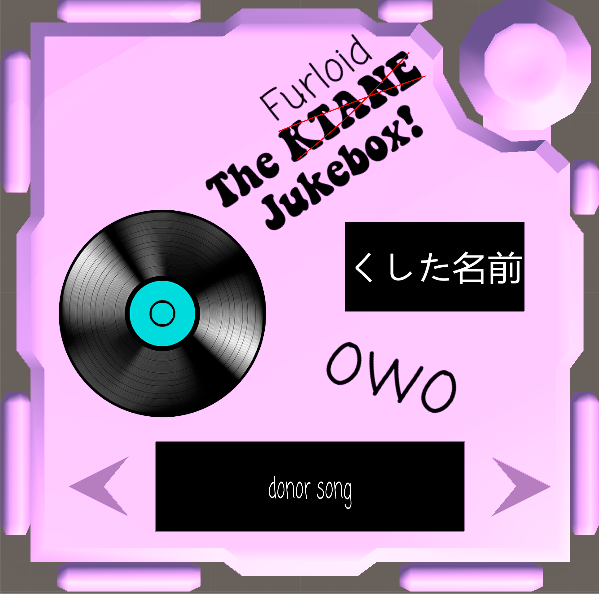 Furloid
The KTANE
Jukebox!
くした名前
OWO
donor song